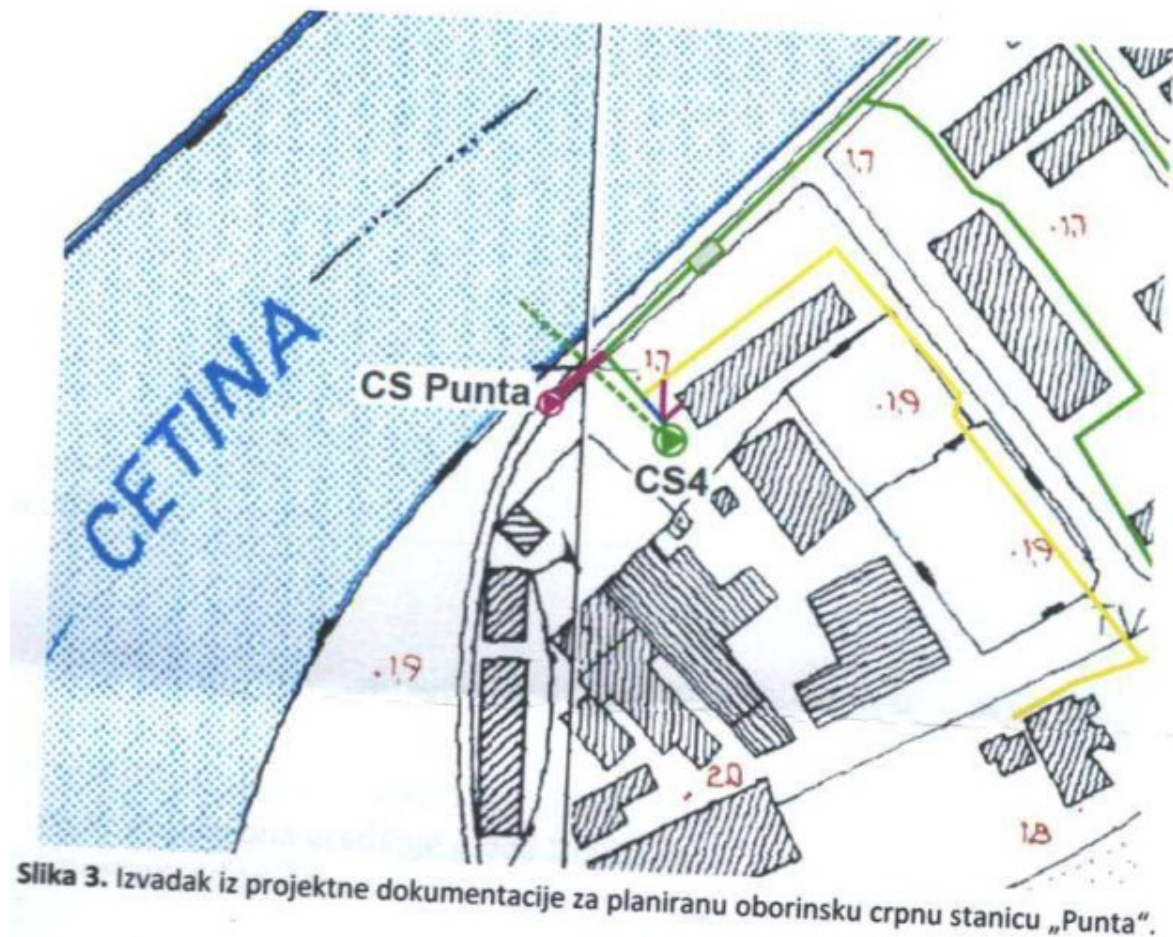 1,7
.1,7
CETINA
CS Punta
.1,7
.1,9
CS4
.1,9
.1,9
2,0
1,8
Slika 3. Izvadak iz projektne dokumentacije za planiranu oborinsku crpnu stanicu „Punta“.